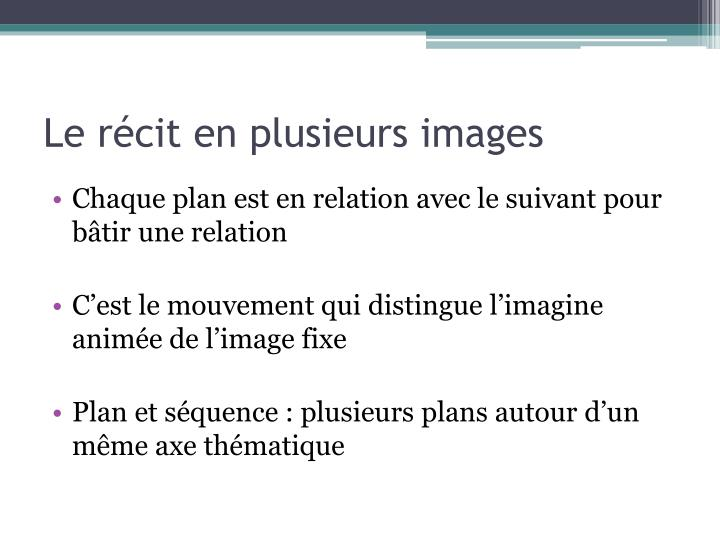 Le récit en plusieurs images
• Chaque plan est en relation avec le suivant pour
bâtir une relation
• C’est le mouvement qui distingue l’imagine
animée de l’image fixe
• Plan et séquence : plusieurs plans autour d’un
même axe thématique